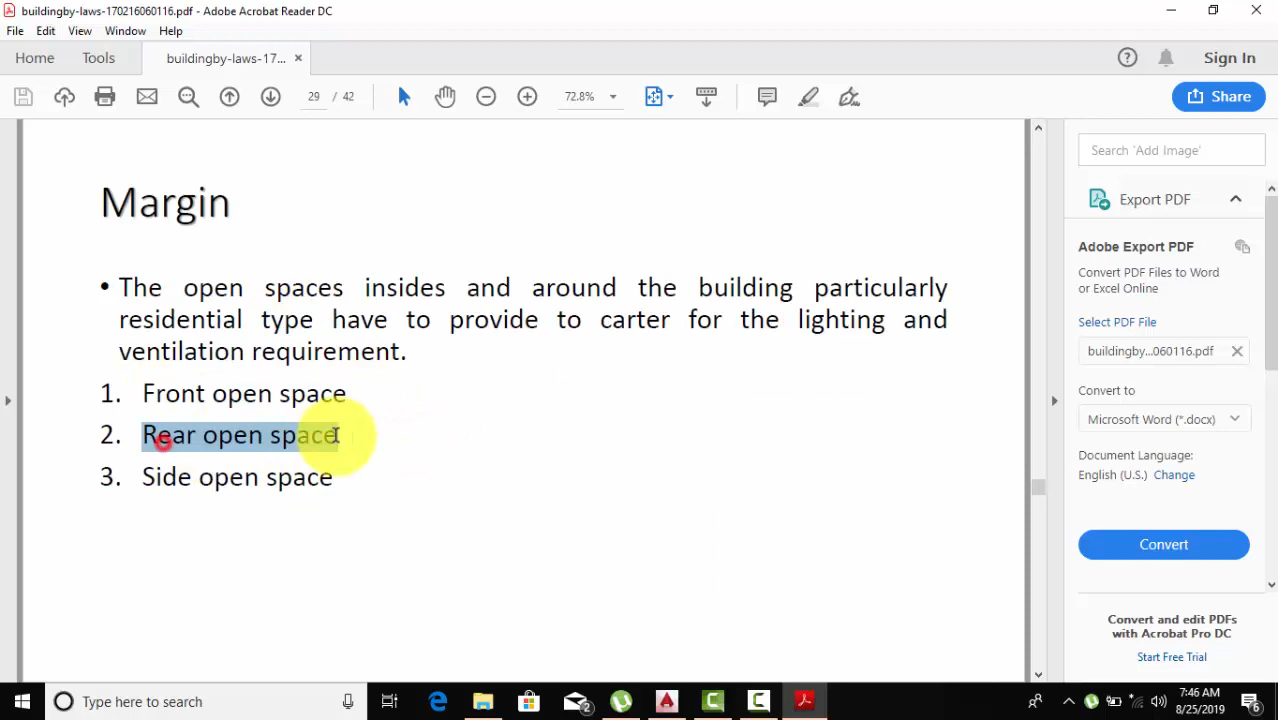 buildingby-laws-170216060116.pdf - Adobe Acrobat Reader DC
File Edit View Window Help
Home Tools buildingby-laws-17... × Sign In
29 / 42 72.8% Share
Margin
• The open spaces insides and around the building particularly
residential type have to provide to carter for the lighting and
ventilation requirement.
1. Front open space
2. Rear open space
3. Side open space
Search 'Add Image'
Export PDF
Adobe Export PDF
Convert PDF Files to Word
or Excel Online
Select PDF File
buildingby...060116.pdf
Convert to
Microsoft Word (*.docx)
Document Language:
English (U.S.) Change
Convert
Convert and edit PDFs
with Acrobat Pro DC
Start Free Trial
Type here to search
2
7:46 AM
8/25/2019
6